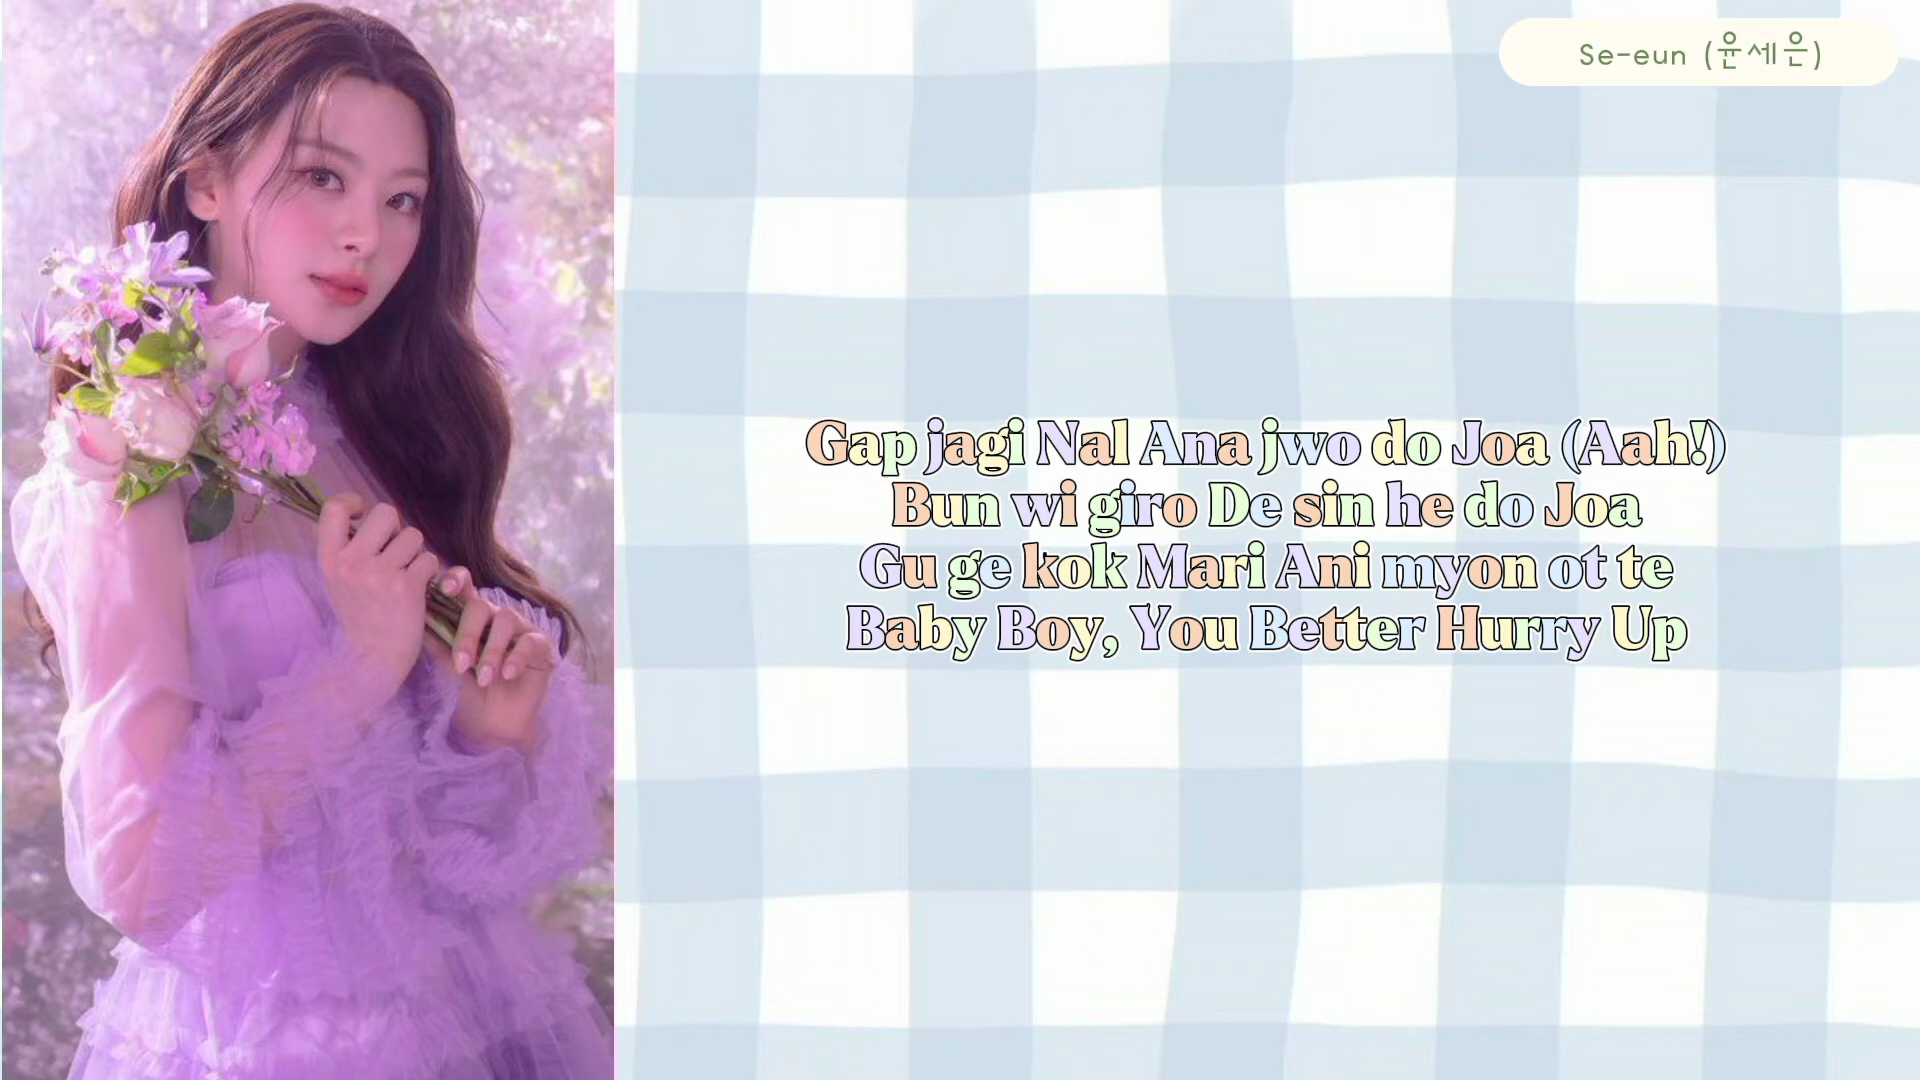 Se-eun (윤세은)
Gap jagi Nal Ana jwo do Joa (Aah!)
Bun wi giro De sin he do Joa
Gu ge kok Mari Ani myon ot te
Baby Boy, You Better Hurry Up